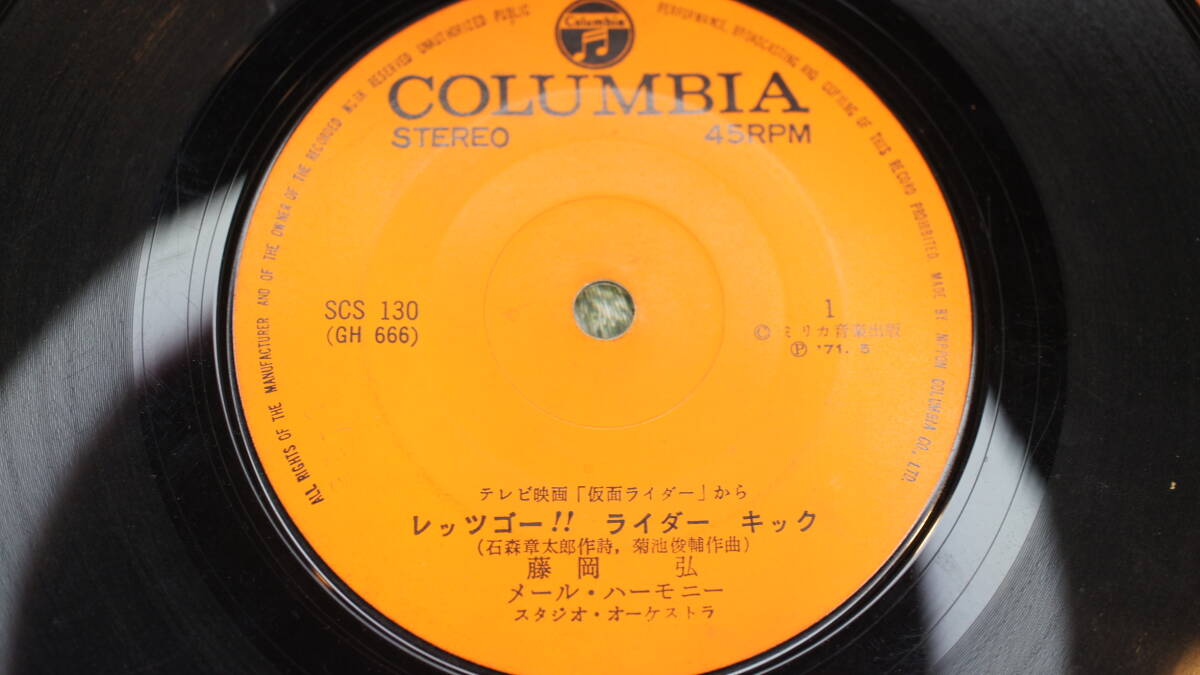 Columbia
COLUMBIA
STEREO 45RPM
SCS 130
(GH 666)
1
Ⓒ ミリカ音楽出版
Ⓟ '71. 5
テレビ映画「仮面ライダー」から
レッツゴー!! ライダー キック
(石森章太郎作詩, 菊池俊輔作曲)
藤岡 弘
メール・ハーモニー
スタジオ・オーケストラ
ALL RIGHTS OF THE MANUFACTURER AND OF THE OWNER OF THE RECORDED WORK RESERVED UNAUTHORIZED PUBLIC PERFORMANCE, BROADCASTING AND COPYING OF THIS RECORD PROHIBITED. MADE BY NIPPON COLUMBIA CO., LTD.